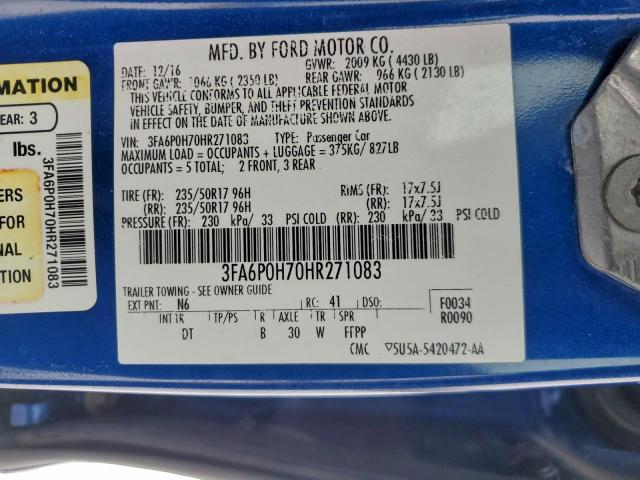 MFD. BY FORD MOTOR CO.
DATE: 12/16 GVWR: 2009 KG ( 4430 LB)
FRONT GAWR: 1066 KG ( 2350 LB) REAR GAWR: 966 KG ( 2130 LB)
THIS VEHICLE CONFORMS TO ALL APPLICABLE FEDERAL MOTOR
VEHICLE SAFETY, BUMPER, AND THEFT PREVENTION STANDARDS
IN EFFECT ON THE DATE OF MANUFACTURE SHOWN ABOVE.
VIN: 3FA6P0H70HR271083 TYPE: Passenger Car
MAXIMUM LOAD = OCCUPANTS + LUGGAGE = 375KG/ 827LB
OCCUPANTS = 5 TOTAL; 2 FRONT, 3 REAR
TIRE (FR): 235/50R17 96H RIMS (FR): 17x7.5J
(RR): 235/50R17 96H (RR): 17x7.5J
PRESSURE (FR): 230 kPa/ 33 PSI COLD (RR): 230 kPa/ 33 PSI COLD
3FA6P0H70HR271083
TRAILER TOWING - SEE OWNER GUIDE
EXT PNT: N6 RC: 41 DSO: F0034
R0090
INT TR TP/PS R AXLE TR SPR
DT B 30 W FFPP
CMC ▽5U5A-5420472-AA
MATION
EAR: 3
lbs.
ERS
FOR
NAL
TION
3FA6P0H70HR271083